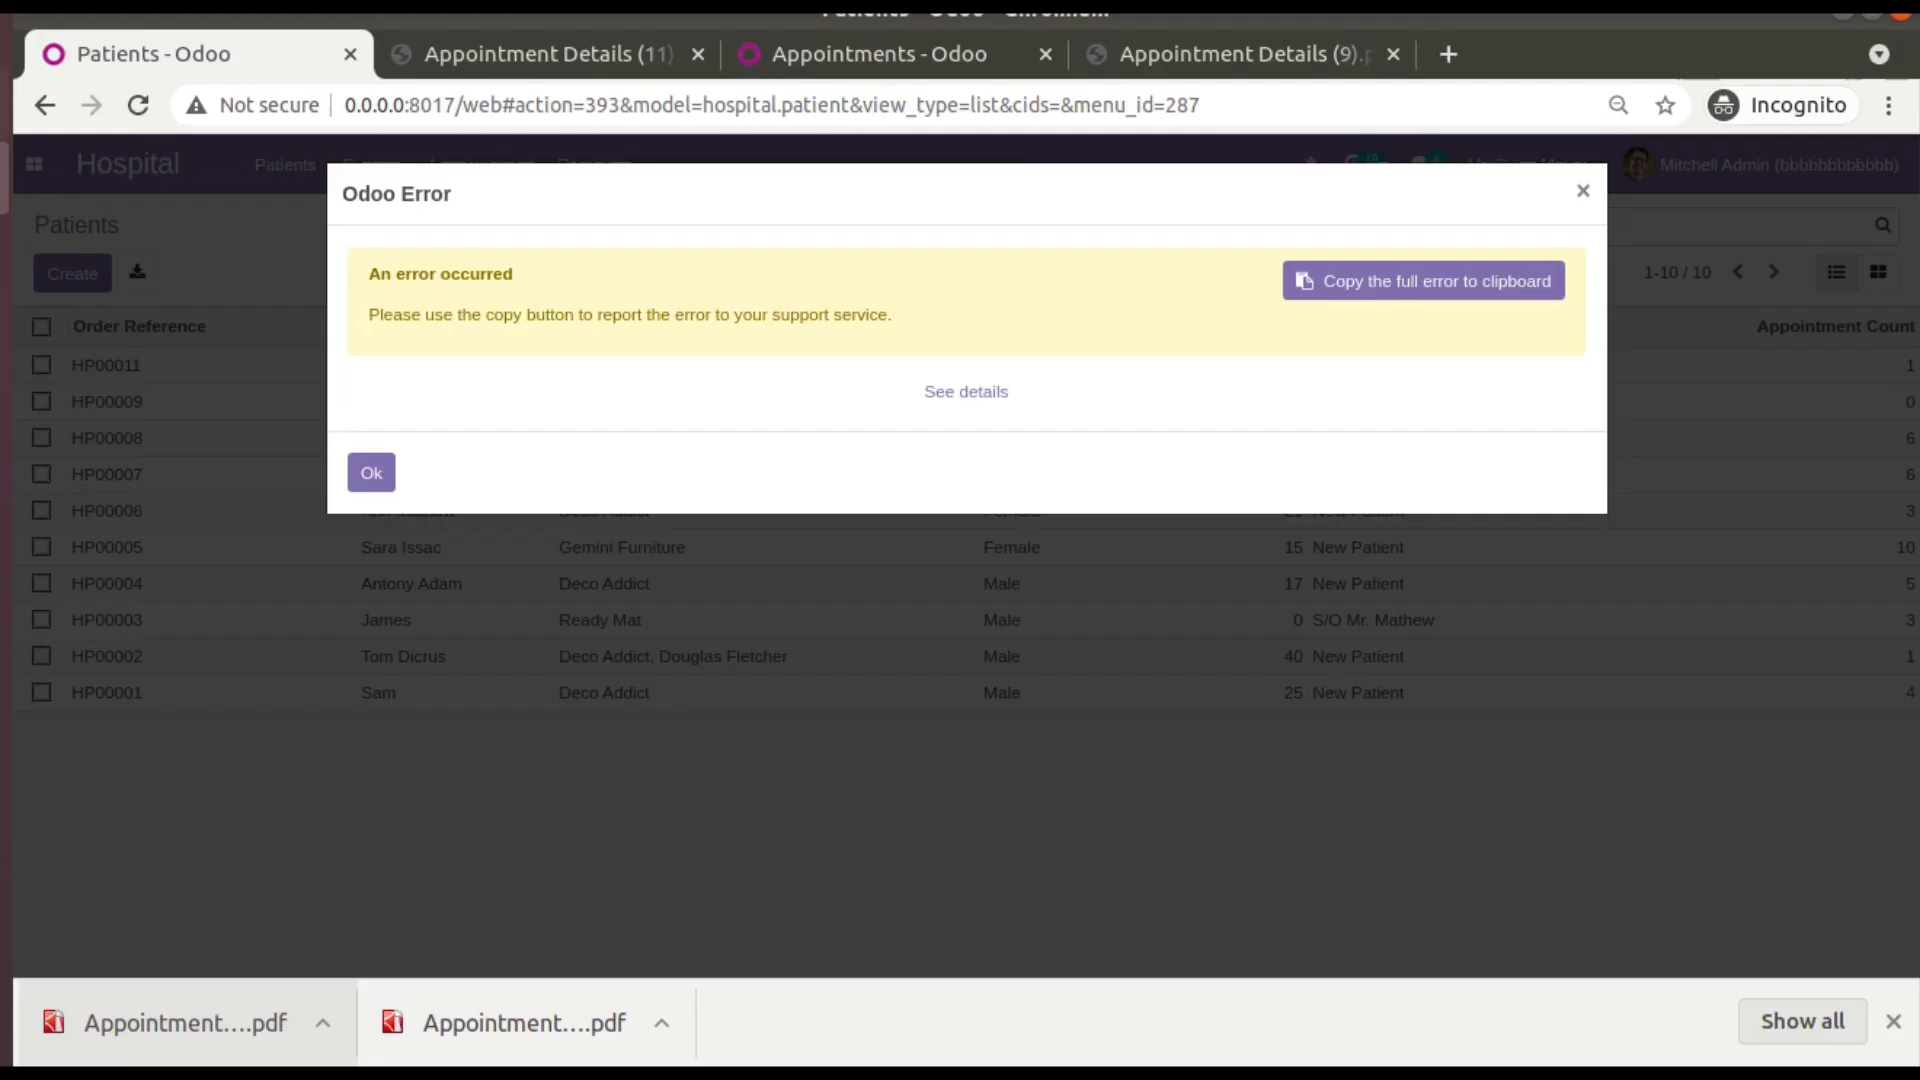 Patients - Odoo
Appointment Details (11)
Appointments - Odoo
Appointment Details (9).p
Not secure
0.0.0.0:8017/web#action=393&model=hospital.patient&view_type=list&cids=&menu_id=287
Incognito
Hospital
Patients
Mitchell Admin (bbbbbbbbbbbb)
Odoo Error
Patients
An error occurred
Copy the full error to clipboard
Create
1-10 / 10
Please use the copy button to report the error to your support service.
Order Reference
Appointment Count
HP00011
1
See details
HP00009
0
HP00008
6
Ok
HP00007
6
HP00006
3
HP00005 Sara Issac Gemini Furniture Female 15 New Patient 10
HP00004 Antony Adam Deco Addict Male 17 New Patient 5
HP00003 James Ready Mat Male 0 S/O Mr. Mathew 3
HP00002 Tom Dicrus Deco Addict, Douglas Fletcher Male 40 New Patient 1
HP00001 Sam Deco Addict Male 25 New Patient 4
Appointment....pdf
Appointment....pdf
Show all